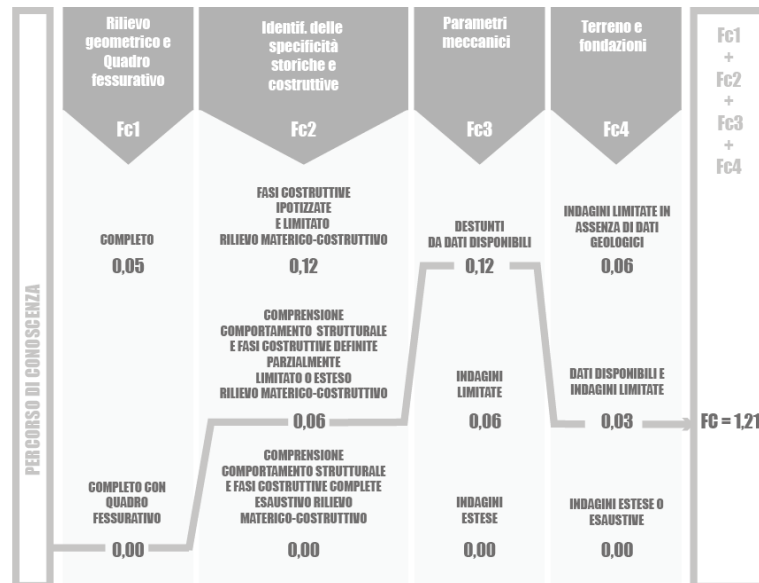 Rilievo
geometrico e
Quadro
fessurativo
Fc1
Identif. delle
specificità
storiche e
costruttive
Fc2
Parametri
meccanici
Fc3
Terreno e
fondazioni
Fc4
Fc1
+
Fc2
+
Fc3
+
Fc4
PERCORSO DI CONOSCENZA
COMPLETO
0,05
FASI COSTRUTTIVE
IPOTIZZATE
E LIMITATO
RILIEVO MATERICO-COSTRUTTIVO
0,12
DESTUNTI
DA DATI DISPONIBILI
0,12
INDAGINI LIMITATE IN
ASSENZA DI DATI
GEOLOGICI
0,06
COMPRENSIONE
COMPORTAMENTO STRUTTURALE
E FASI COSTRUTTIVE DEFINITE
PARZIALMENTE
LIMITATO O ESTESO
RILIEVO MATERICO-COSTRUTTIVO
0,06
INDAGINI
LIMITATE
0,06
DATI DISPONIBILI E
INDAGINI LIMITATE
0,03
FC = 1,21
COMPLETO CON
QUADRO
FESSURATIVO
0,00
COMPRENSIONE
COMPORTAMENTO STRUTTURALE
E FASI COSTRUTTIVE COMPLETE
ESAUSTIVO RILIEVO
MATERICO-COSTRUTTIVO
0,00
INDAGINI
ESTESE
0,00
INDAGINI ESTESE O
ESAUSTIVE
0,00